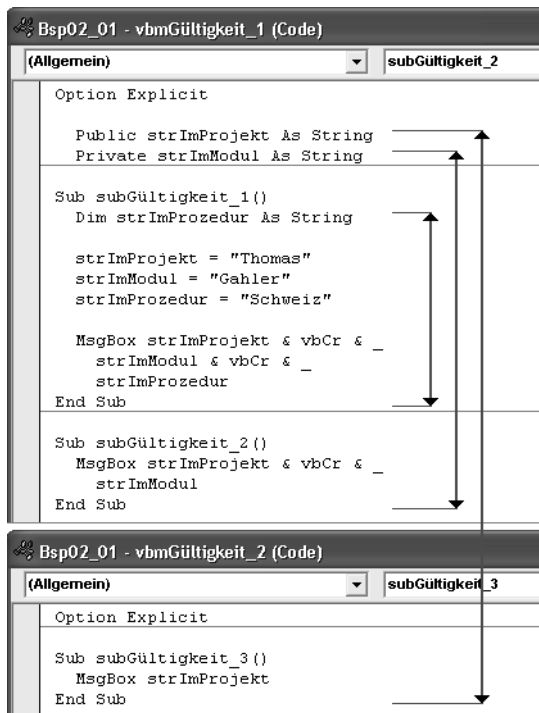 Bsp02_01 - vbmGültigkeit_1 (Code)
(Allgemein) subGültigkeit_2
Option Explicit
Public strImProjekt As String
Private strImModul As String
Sub subGültigkeit_1()
Dim strImProzedur As String
strImProjekt = "Thomas"
strImModul = "Gahler"
strImProzedur = "Schweiz"
MsgBox strImProjekt & vbCr & _
strImModul & vbCr & _
strImProzedur
End Sub
Sub subGültigkeit_2()
MsgBox strImProjekt & vbCr & _
strImModul
End Sub
Bsp02_01 - vbmGültigkeit_2 (Code)
(Allgemein) subGültigkeit_3
Option Explicit
Sub subGültigkeit_3()
MsgBox strImProjekt
End Sub